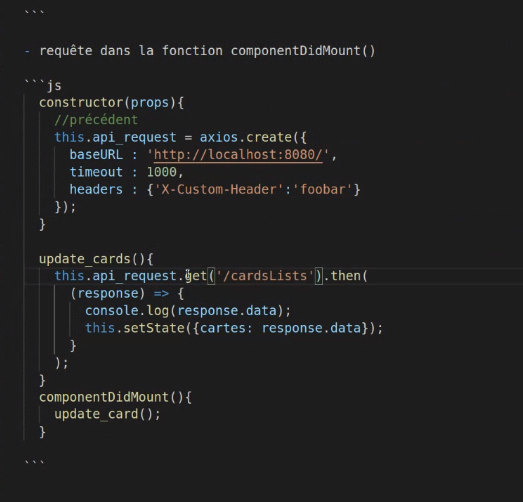 ```
- requête dans la fonction componentDidMount()
```js
constructor(props){
//précédent
this.api_request = axios.create({
baseURL : 'http://localhost:8080/',
timeout : 1000,
headers : {'X-Custom-Header':'foobar'}
});
}
update_cards(){
this.api_request.get('/cardsLists').then(
(response) => {
console.log(response.data);
this.setState({cartes: response.data});
}
);
}
componentDidMount(){
update_card();
}
```